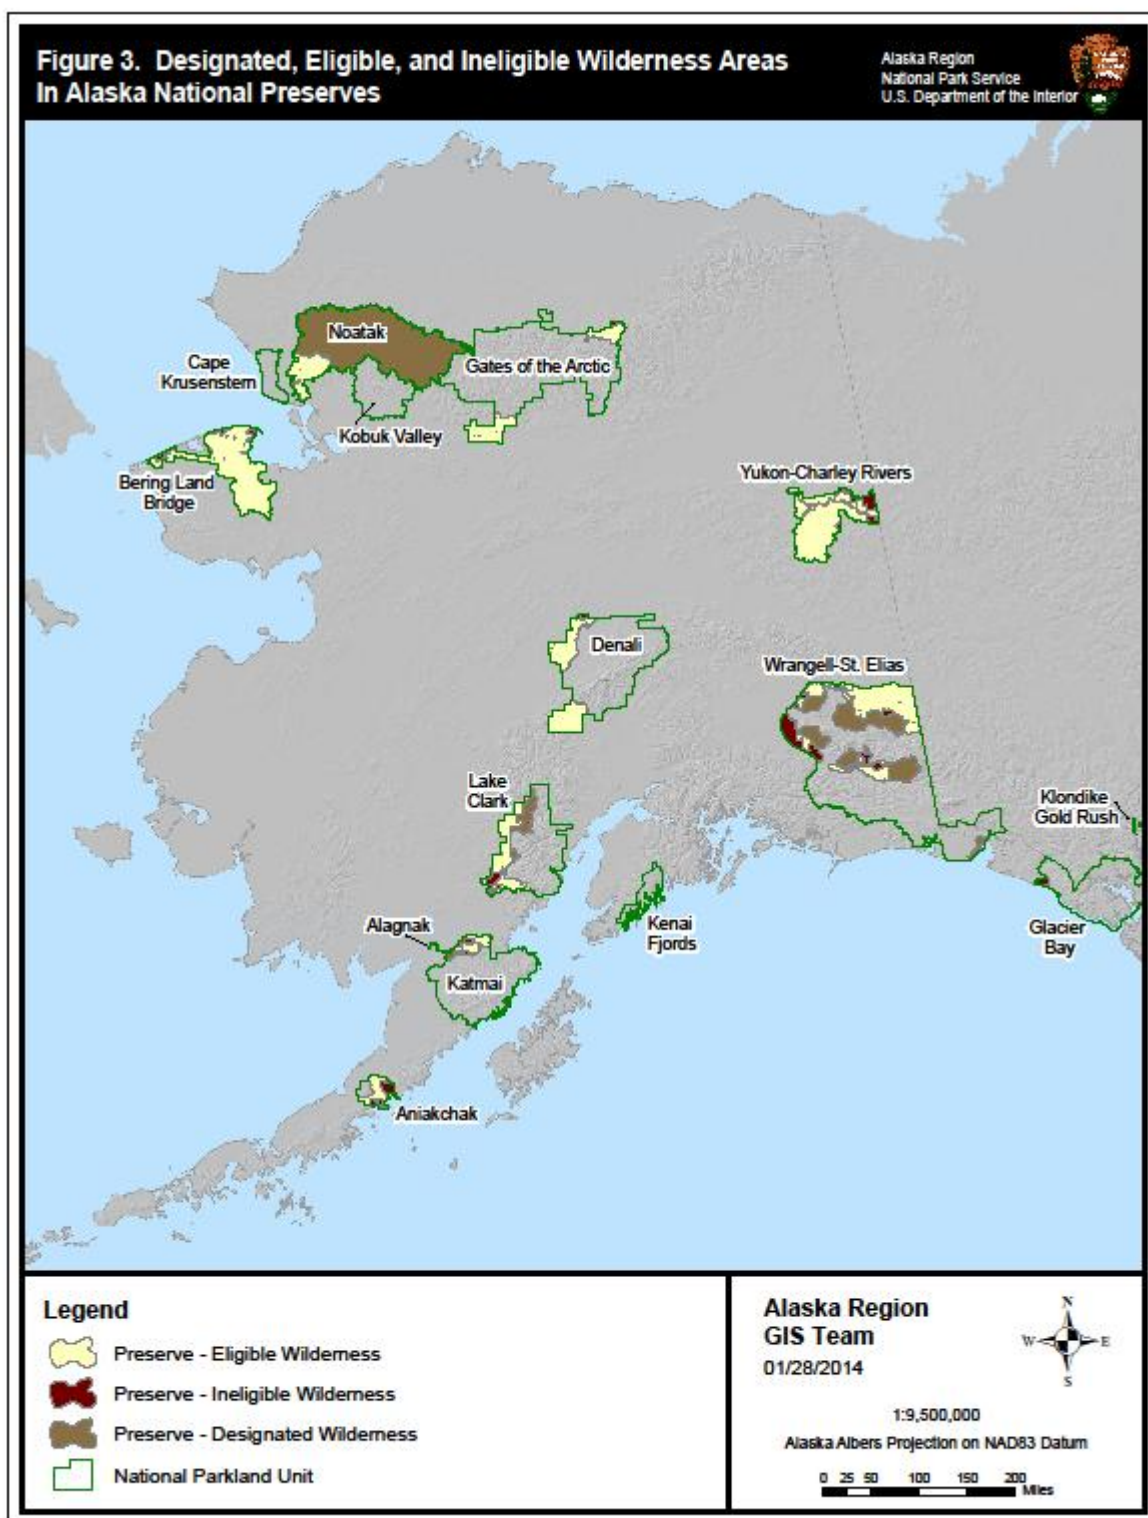 Figure 3. Designated, Eligible, and Ineligible Wilderness Areas
In Alaska National Preserves
Alaska Region
National Park Service
U.S. Department of the Interior
Noatak
Cape
Krusenstern
Gates of the Arctic
Kobuk Valley
Bering Land
Bridge
Yukon-Charley Rivers
Denali
Wrangell-St. Elias
Lake
Clark
Klondike
Gold Rush
Alagnak
Kenai
Fjords
Glacier
Bay
Katmai
Aniakchak
Legend
Preserve - Eligible Wilderness
Preserve - Ineligible Wilderness
Preserve - Designated Wilderness
National Parkland Unit
Alaska Region
GIS Team
01/28/2014
N
W
E
S
1:9,500,000
Alaska Albers Projection on NAD83 Datum
0 25 50 100 150 200
Miles